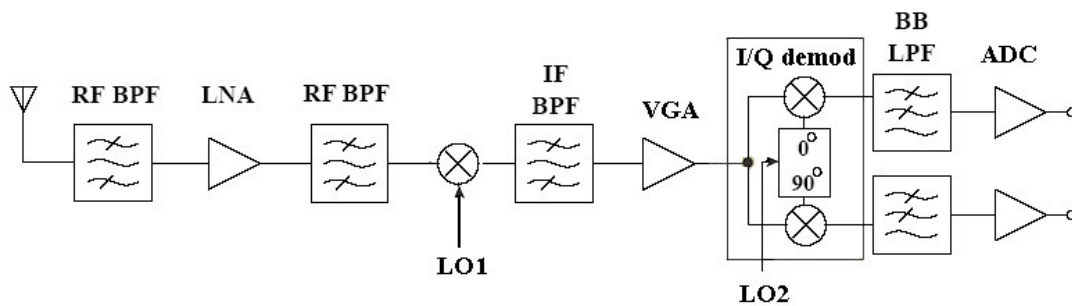 RF BPF
LNA
RF BPF
LO1
IF
BPF
VGA
I/Q demod
0°
90°
LO2
BB
LPF
ADC